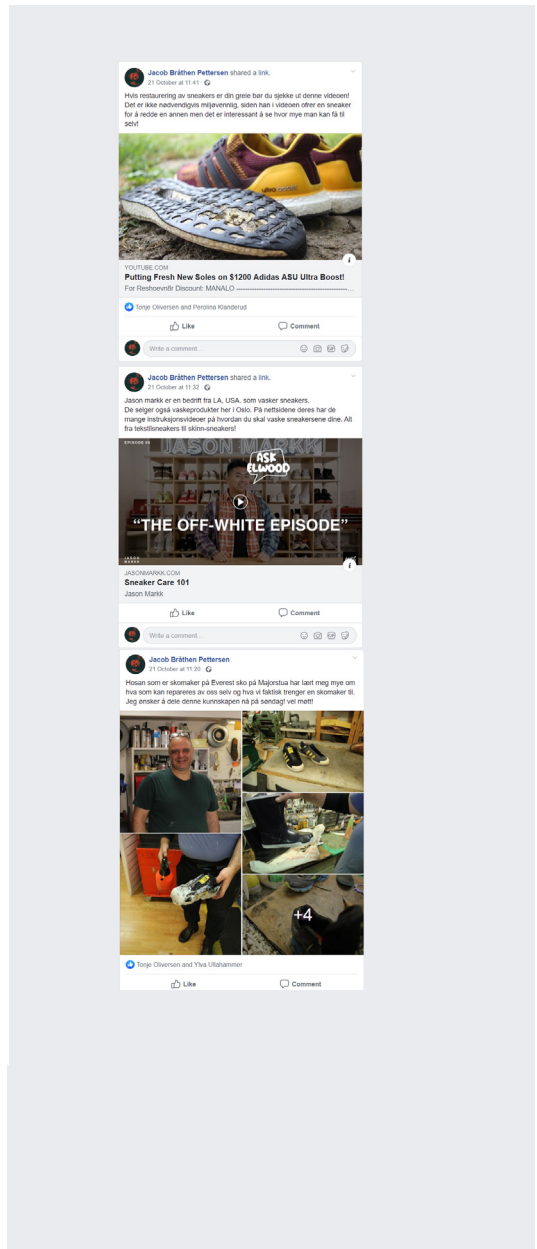 Jacob Bråthen Pettersen shared a link.
21 October at 11:41
Hvis restaurering av sneakers er din greie bør du sjekke ut denne videoen!
Det er ikke nødvendigvis miljøvennlig, siden han i videoen ofrer en sneaker
for å redde en annen men det er interessant å se hvor mye man kan få til
selv!
YOUTUBE.COM
Putting Fresh New Soles on $1200 Adidas ASU Ultra Boost!
For Reshoevn8r Discount: MANALO
Tonje Oliversen and Perolina Klanderud
Like Comment
Write a comment...
Jacob Bråthen Pettersen shared a link.
21 October at 11:32
Jason markk er en bedrift fra LA, USA. som vasker sneakers.
De selger også vaskeprodukter her i Oslo. På nettsidene deres har de
mange instruksjonsvideoer på hvordan du skal vaske sneakersene dine. Alt
fra tekstilsneakers til skinn-sneakers!
JASON MARKK
ASK
ELWOOD
"THE OFF-WHITE EPISODE"
JASON
MARKK
JASONMARKK.COM
Sneaker Care 101
Jason Markk
Like Comment
Write a comment...
Jacob Bråthen Pettersen
21 October at 11:20
Hosan som er skomaker på Everest sko på Majorstua har lært meg mye om
hva som kan repareres av oss selv og hva vi faktisk trenger en skomaker til.
Jeg ønsker å dele denne kunnskapen nå på søndag! vel møtt!
+4
Tonje Oliversen and Ylva Ullahammer
Like Comment